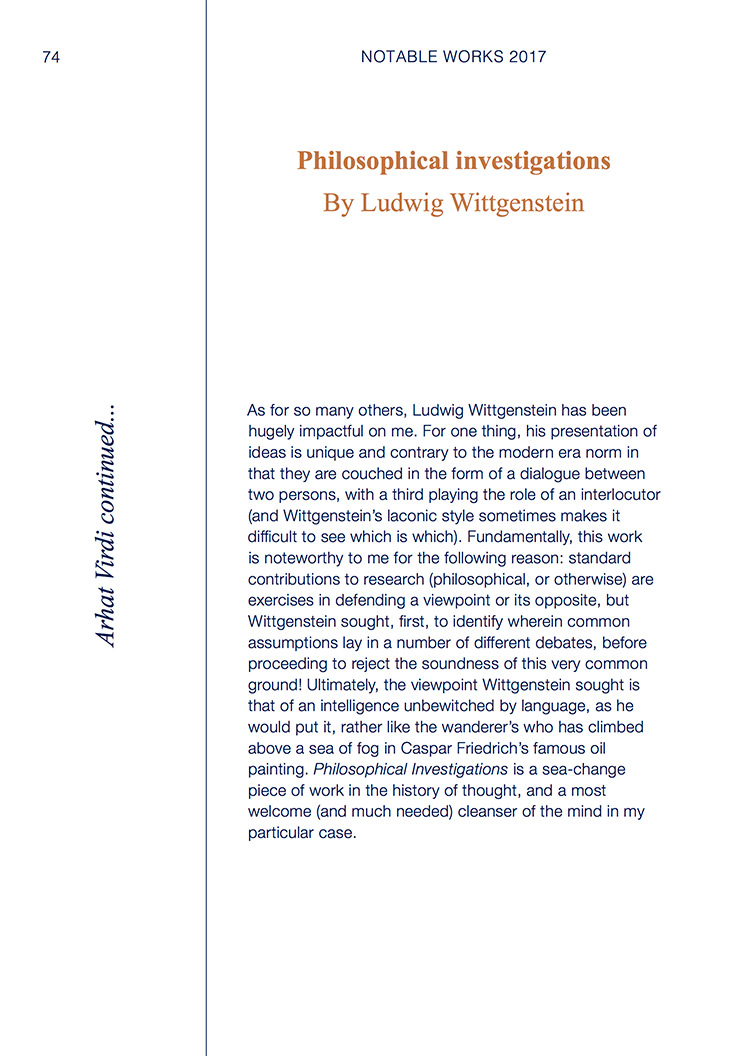 74
NOTABLE WORKS 2017
Philosophical investigations
By Ludwig Wittgenstein
Arhat Virdi continued...
As for so many others, Ludwig Wittgenstein has been
hugely impactful on me. For one thing, his presentation of
ideas is unique and contrary to the modern era norm in
that they are couched in the form of a dialogue between
two persons, with a third playing the role of an interlocutor
(and Wittgenstein’s laconic style sometimes makes it
difficult to see which is which). Fundamentally, this work
is noteworthy to me for the following reason: standard
contributions to research (philosophical, or otherwise) are
exercises in defending a viewpoint or its opposite, but
Wittgenstein sought, first, to identify wherein common
assumptions lay in a number of different debates, before
proceeding to reject the soundness of this very common
ground! Ultimately, the viewpoint Wittgenstein sought is
that of an intelligence unbewitched by language, as he
would put it, rather like the wanderer’s who has climbed
above a sea of fog in Caspar Friedrich’s famous oil
painting. Philosophical Investigations is a sea-change
piece of work in the history of thought, and a most
welcome (and much needed) cleanser of the mind in my
particular case.